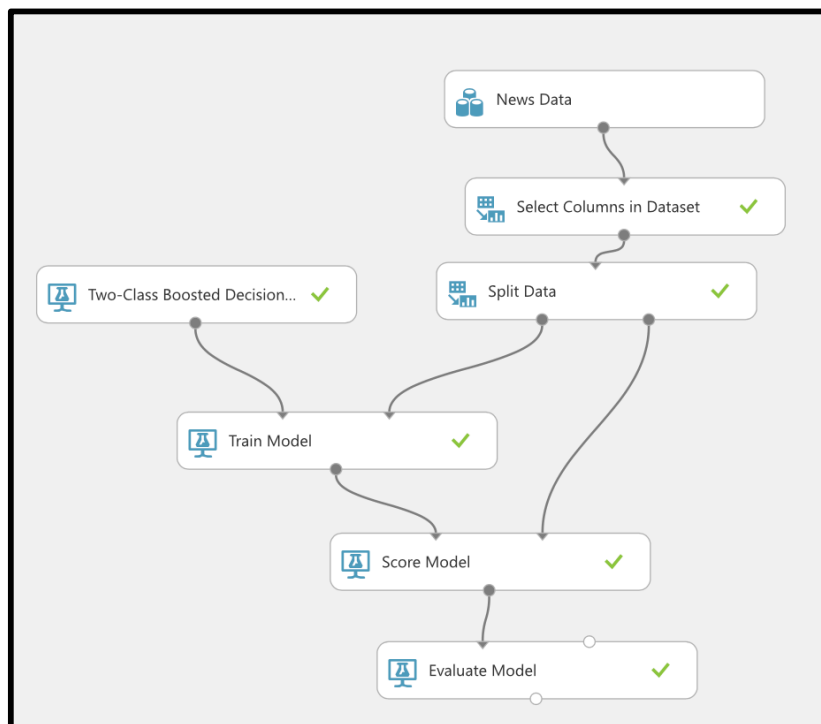 News Data
Select Columns in Dataset
Two-Class Boosted Decision...
Split Data
Train Model
Score Model
Evaluate Model